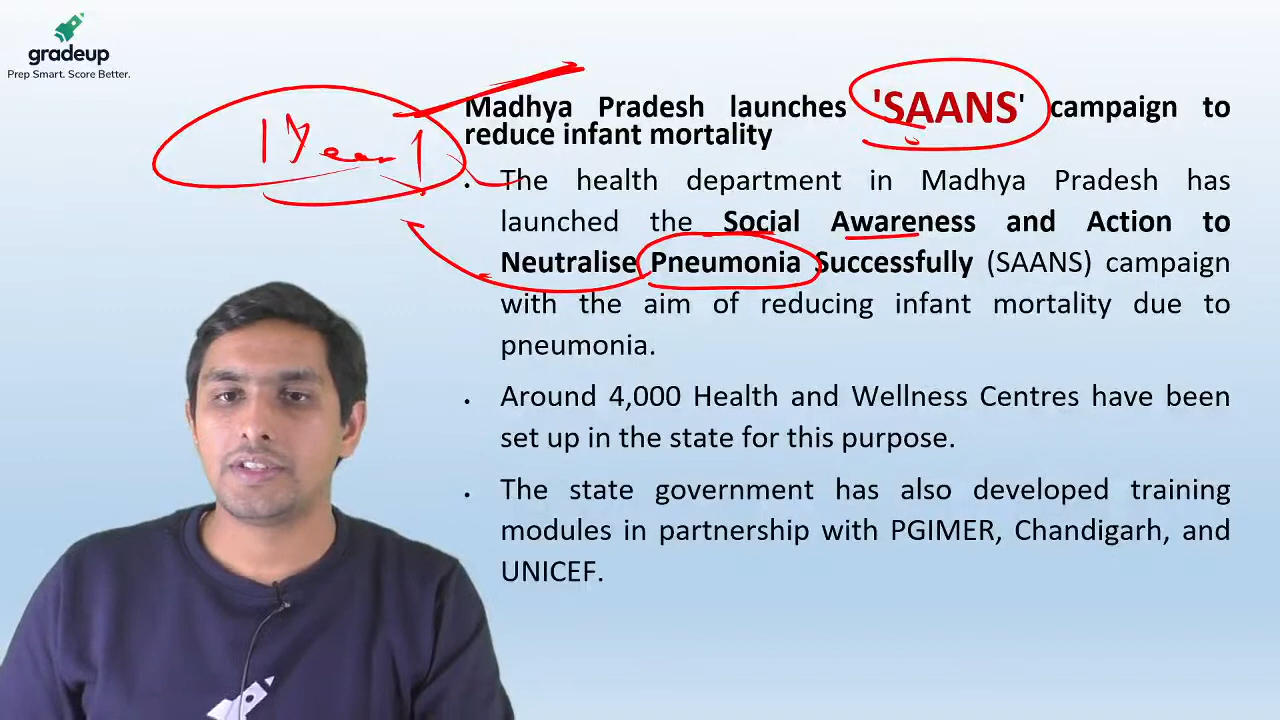 gradeup
Prep Smart. Score Better.
1 Year
Madhya Pradesh launches 'SAANS' campaign to
reduce infant mortality
• The health department in Madhya Pradesh has
launched the Social Awareness and Action to
Neutralise Pneumonia Successfully (SAANS) campaign
with the aim of reducing infant mortality due to
pneumonia.
• Around 4,000 Health and Wellness Centres have been
set up in the state for this purpose.
• The state government has also developed training
modules in partnership with PGIMER, Chandigarh, and
UNICEF.